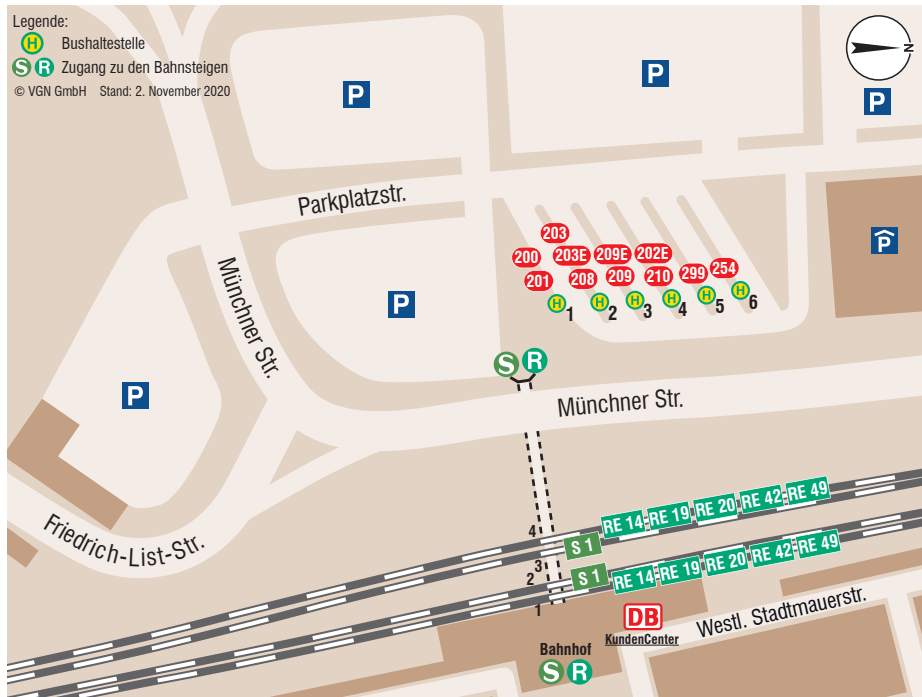 Legende:
H Bushaltestelle
S R Zugang zu den Bahnsteigen
© VGN GmbH Stand: 2. November 2020
N
P
P
P
P
Parkplatzstr.
203
200 203E 209E 202E
201 208 209 210 299 254
H 1 H 2 H 3 H 4 H 5 H 6
Münchner Str.
P
P
S R
Münchner Str.
Friedrich-List-Str.
4
3
2
1
S 1 RE 14 RE 19 RE 20 RE 42 RE 49
S 1 RE 14 RE 19 RE 20 RE 42 RE 49
DB
KundenCenter
Westl. Stadtmauerstr.
Bahnhof
S R